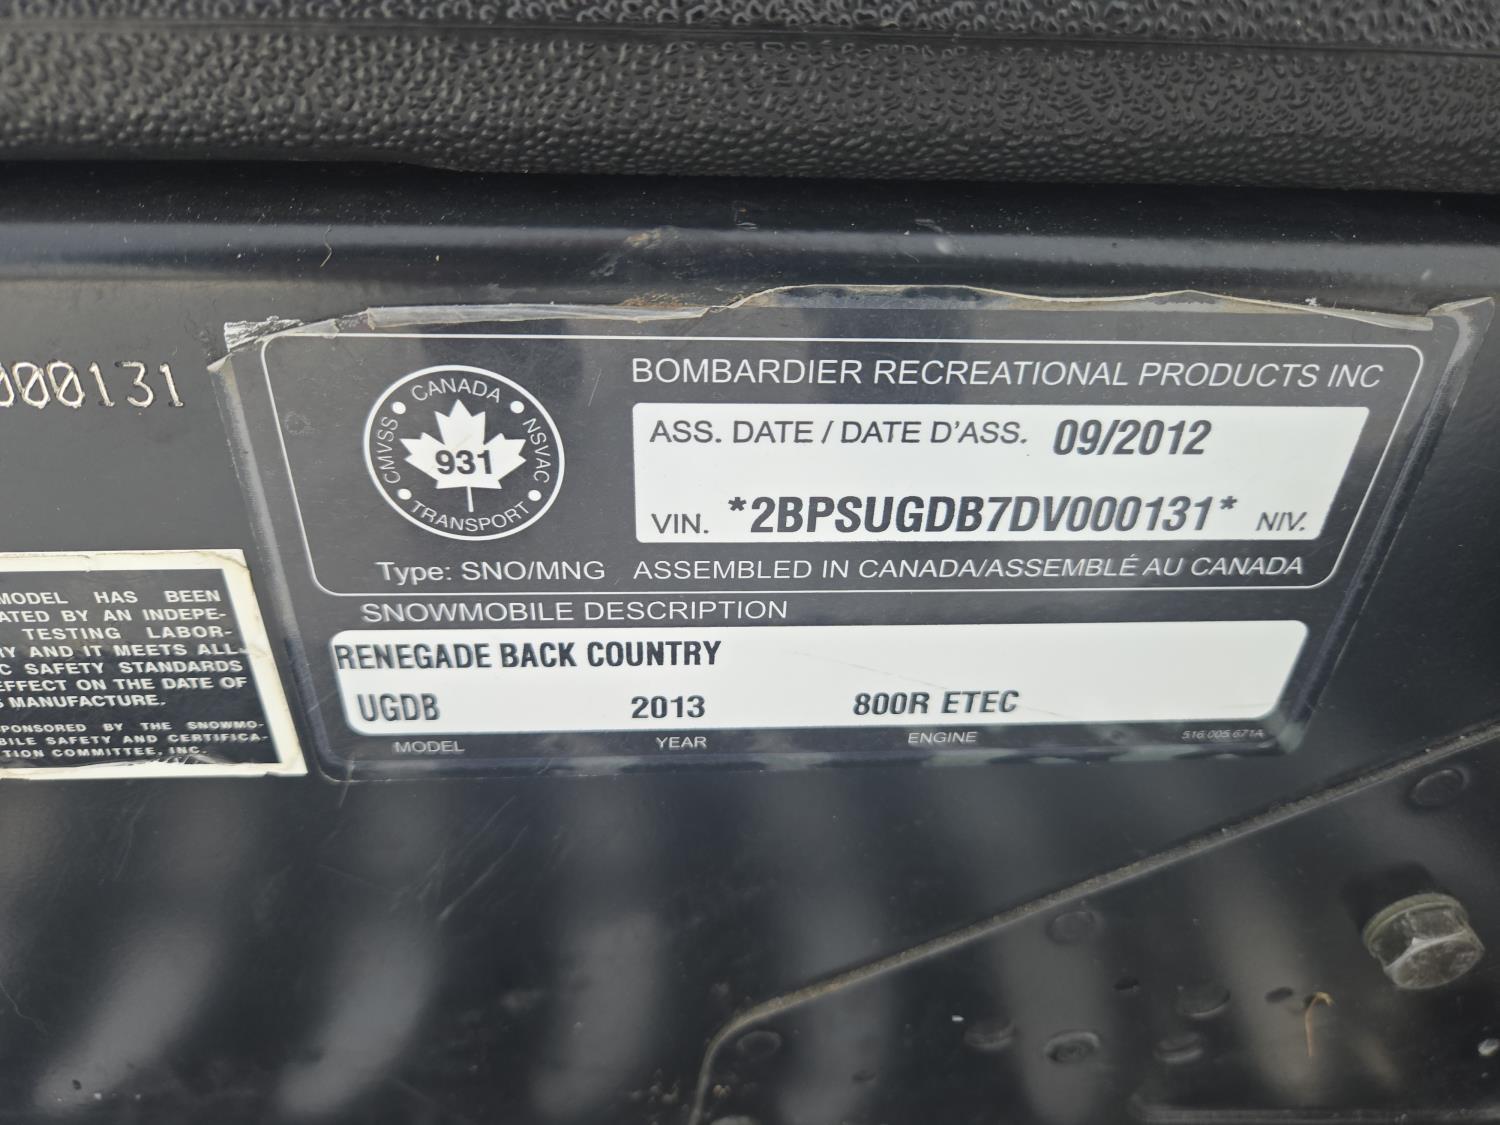 000131
CANADA
CMVSS
NSVAC
931
TRANSPORT
BOMBARDIER RECREATIONAL PRODUCTS INC
ASS. DATE / DATE D'ASS. 09/2012
VIN. *2BPSUGDB7DV000131* NIV.
Type: SNO/MNG ASSEMBLED IN CANADA/ASSEMBLÉ AU CANADA
SNOWMOBILE DESCRIPTION
RENEGADE BACK COUNTRY
UGDB 2013 800R ETEC
MODEL YEAR ENGINE 516 005 671A
MODEL HAS BEEN
ATED BY AN INDEPE-
TESTING LABOR-
Y AND IT MEETS ALL
C SAFETY STANDARDS
EFFECT ON THE DATE OF
MANUFACTURE.
PONSORED BY THE SNOWMO-
BILE SAFETY AND CERTIFICA-
TION COMMITTEE, INC.